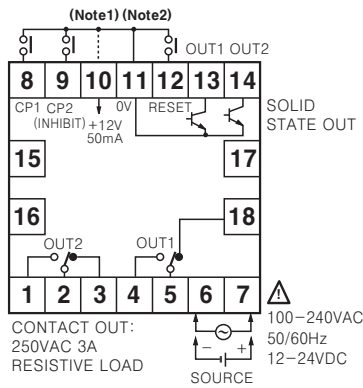 (Note1) (Note2)
OUT1 OUT2
8 9 10 11 12 13 14
CP1 CP2 0V RESET
(INHIBIT) +12V
50mA
SOLID
STATE OUT
15 17
16 18
OUT2 OUT1
1 2 3 4 5 6 7
CONTACT OUT:
250VAC 3A
RESISTIVE LOAD
100-240VAC
50/60Hz
12-24VDC
- +
SOURCE